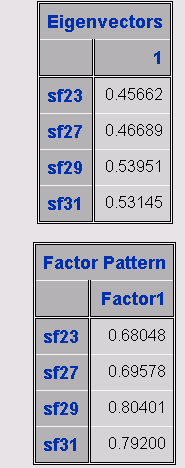 Eigenvectors
1
sf23 0.45662
sf27 0.46689
sf29 0.53951
sf31 0.53145
Factor Pattern
Factor1
sf23 0.68048
sf27 0.69578
sf29 0.80401
sf31 0.79200